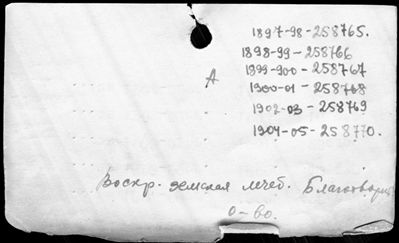 1897-98-258765.
1898-99-258766
1899-900-258767
A
1900-01-258768
1902-03-258769
1904-05-258770.
Воскр. земская лечеб. Благотворит
о-во.